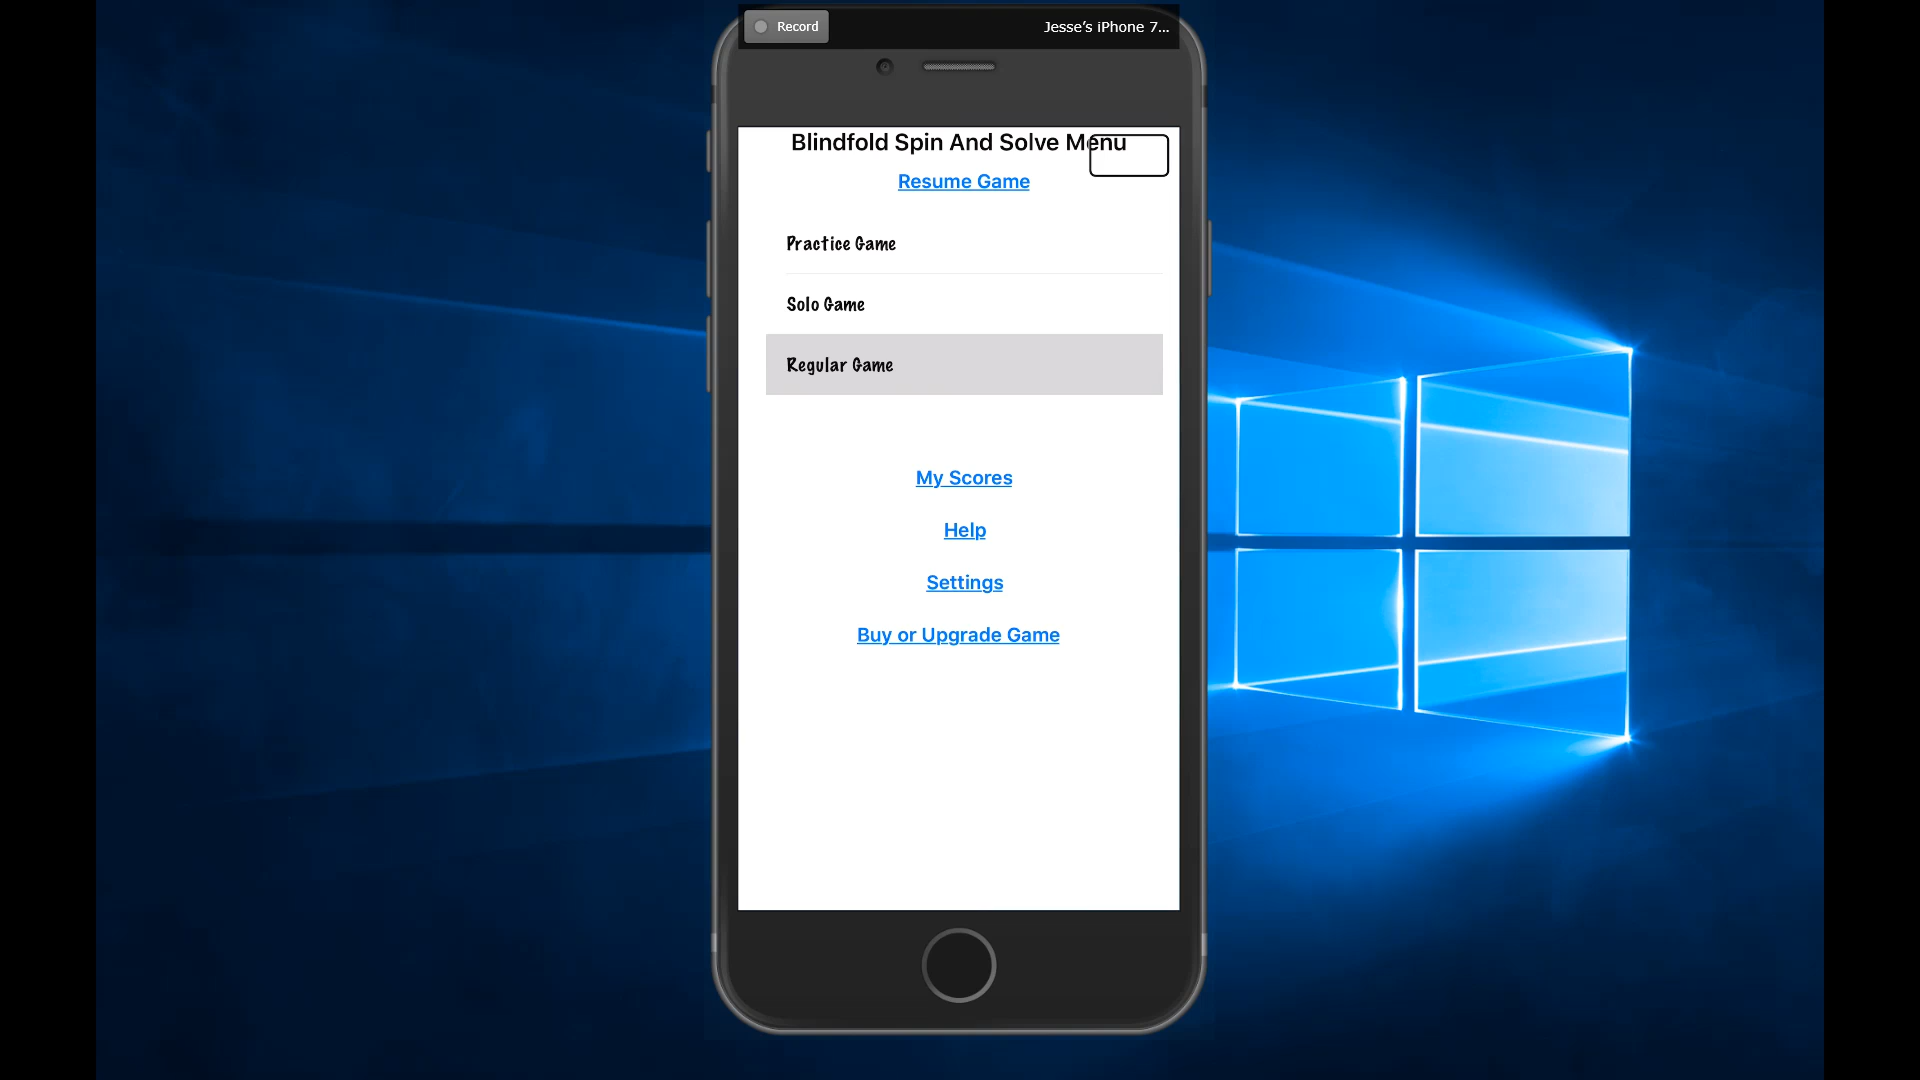 Record
Jesse’s iPhone 7...
Blindfold Spin And Solve Menu
Resume Game
Practice Game
Solo Game
Regular Game
My Scores
Help
Settings
Buy or Upgrade Game